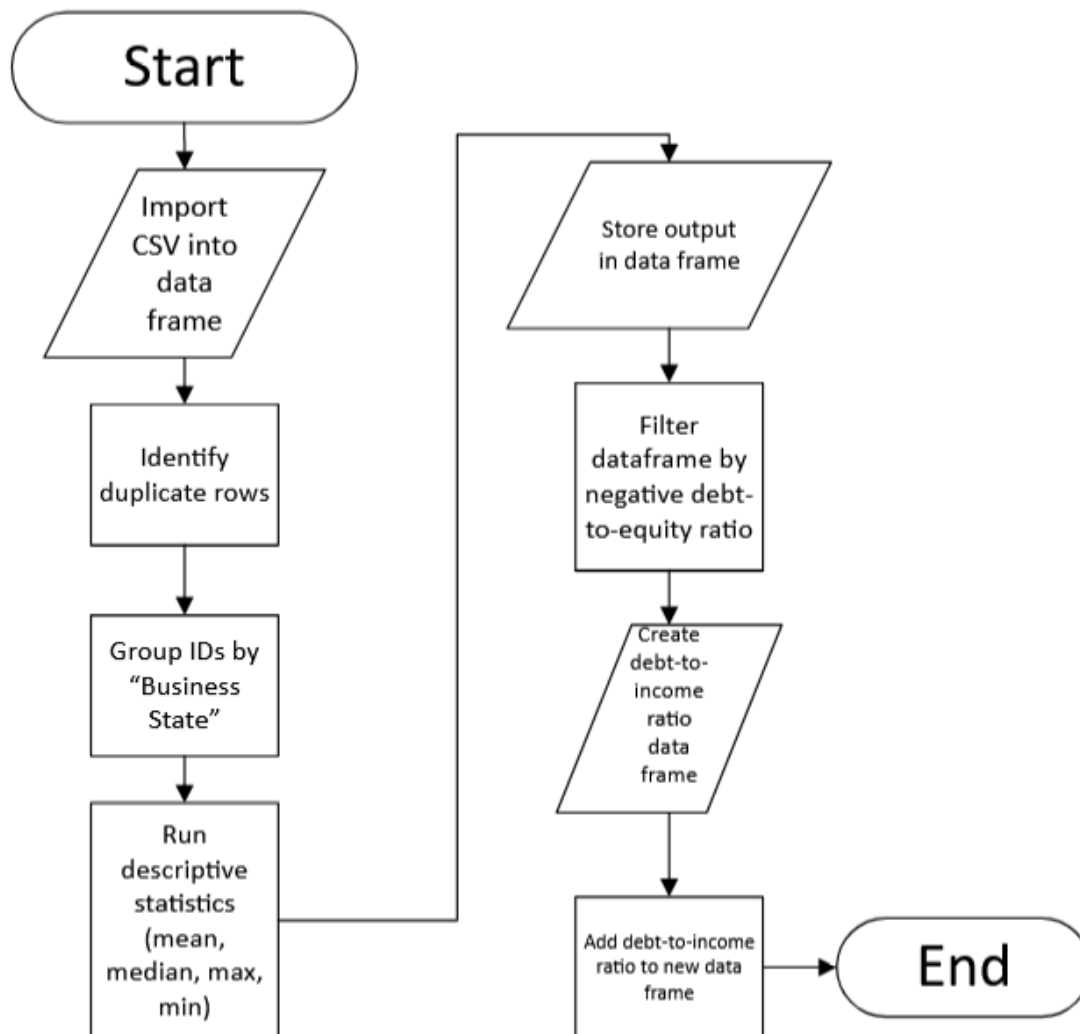 Start
Import
CSV into
data
frame
Identify
duplicate rows
Group IDs by
“Business
State”
Run
descriptive
statistics
(mean,
median, max,
min)
Store output
in data frame
Filter
dataframe by
negative debt-
to-equity ratio
Create
debt-to-
income
ratio
data
frame
Add debt-to-income
ratio to new data
frame
End